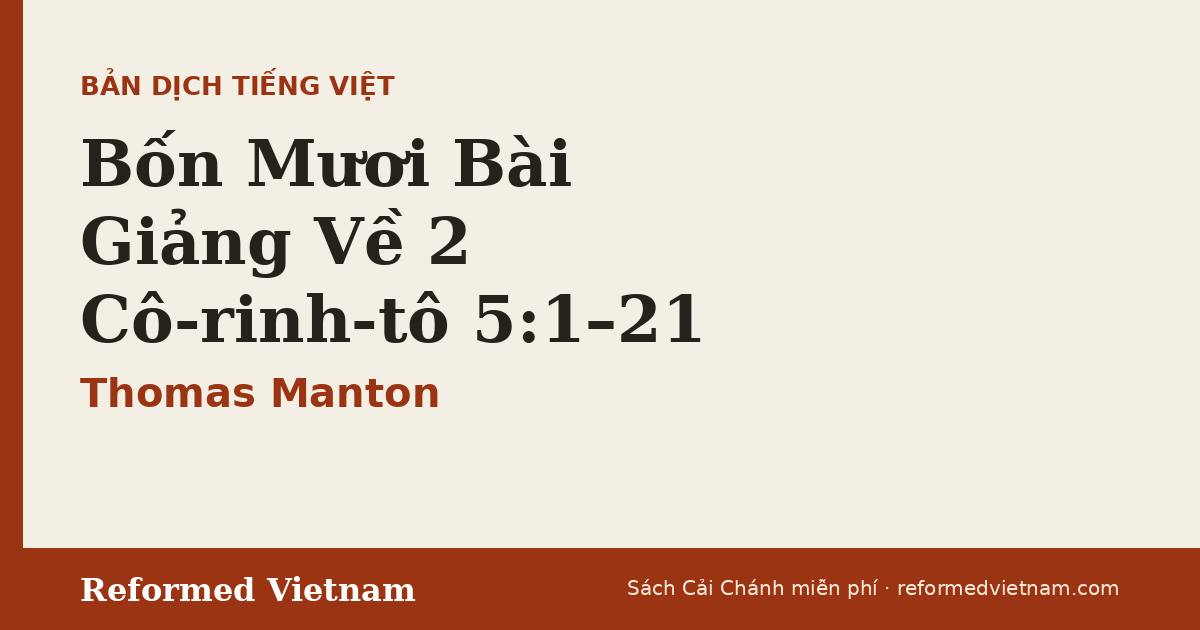 BẢN DỊCH TIẾNG VIỆT
Bốn Mươi Bài
Giảng Về 2
Cô-rinh-tô 5:1–21
Thomas Manton
Reformed Vietnam
Sách Cải Chánh miễn phí · reformedvietnam.com